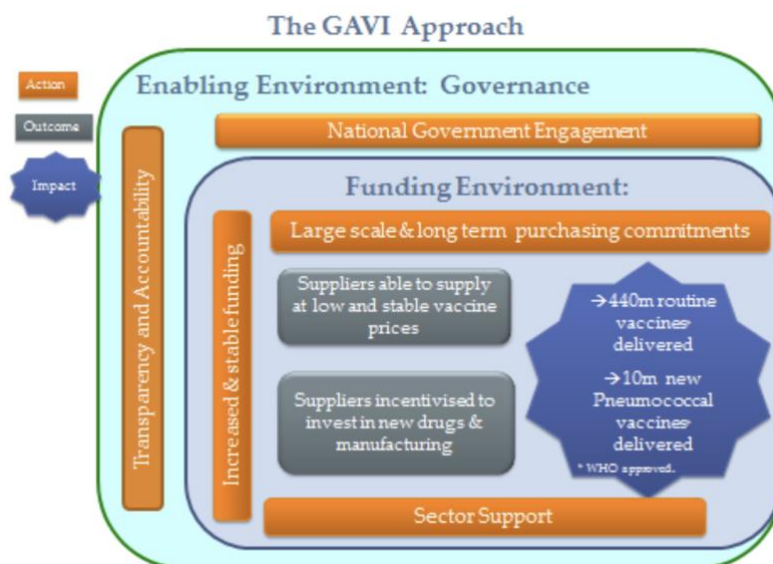 The GAVI Approach
Action
Outcome
Impact
Enabling Environment: Governance
National Government Engagement
Transparency and Accountability
Funding Environment:
Increased & stable funding
Large scale & long term purchasing commitments
Suppliers able to supply
at low and stable vaccine
prices
Suppliers incentivised to
invest in new drugs &
manufacturing
→440m routine
vaccines*
delivered
→10m new
Pneumococcal
vaccines*
delivered
* WHO approved.
Sector Support